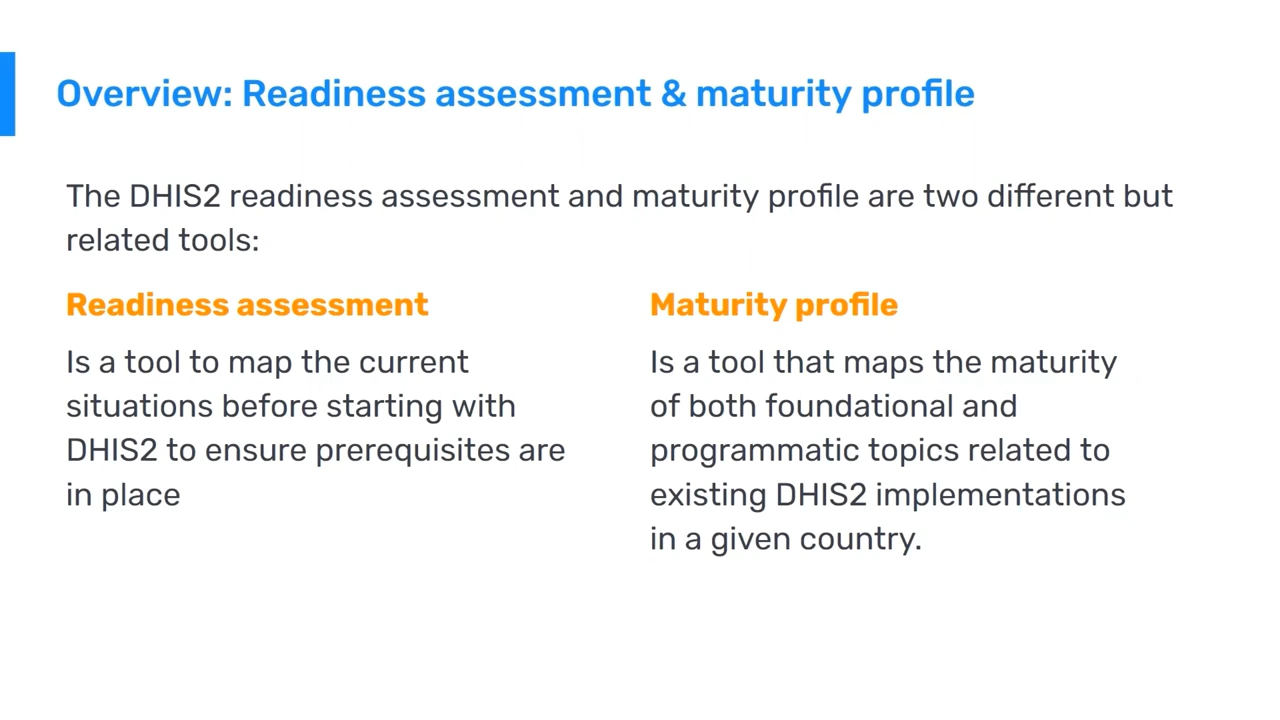 Overview: Readiness assessment & maturity profile
The DHIS2 readiness assessment and maturity profile are two different but
related tools:
Readiness assessment
Is a tool to map the current
situations before starting with
DHIS2 to ensure prerequisites are
in place
Maturity profile
Is a tool that maps the maturity
of both foundational and
programmatic topics related to
existing DHIS2 implementations
in a given country.